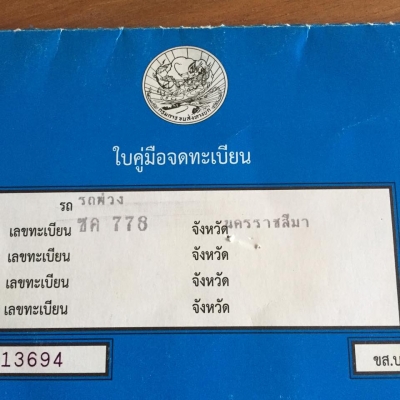 ใบคู่มือจดทะเบียน
รถ รถพ่วง
เลขทะเบียน ซค 778 จังหวัด นครราชสีมา
เลขทะเบียน จังหวัด
เลขทะเบียน จังหวัด
เลขทะเบียน จังหวัด
13694 ขส.บ